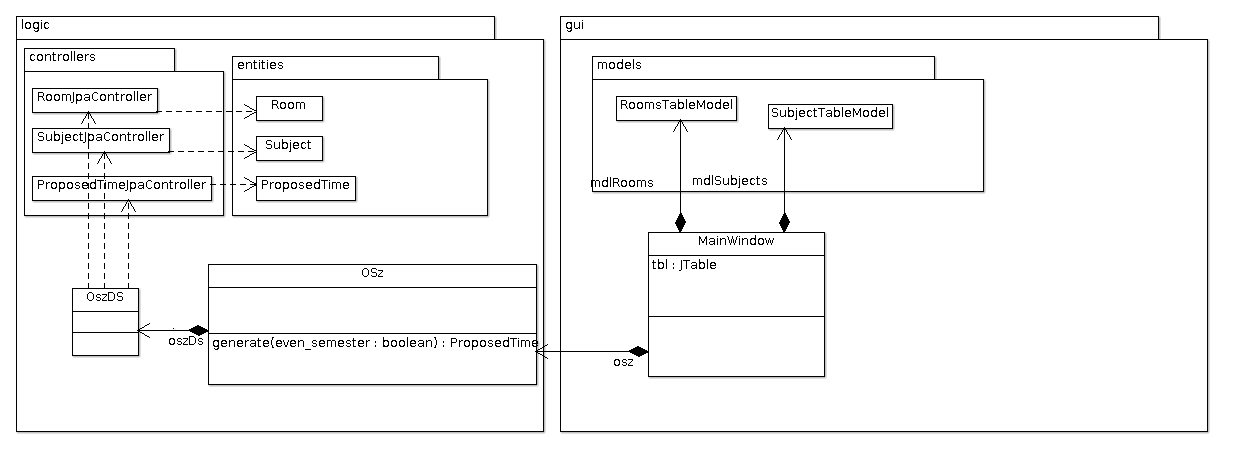 logic
controllers
RoomJpaController
SubjectJpaController
ProposedTimeJpaController
entities
Room
Subject
ProposedTime
OszDS
oszDs
OSz
generate(even_semester : boolean) : ProposedTime
gui
models
RoomsTableModel
SubjectTableModel
mdlRooms
mdlSubjects
MainWindow
tbl : JTable
osz